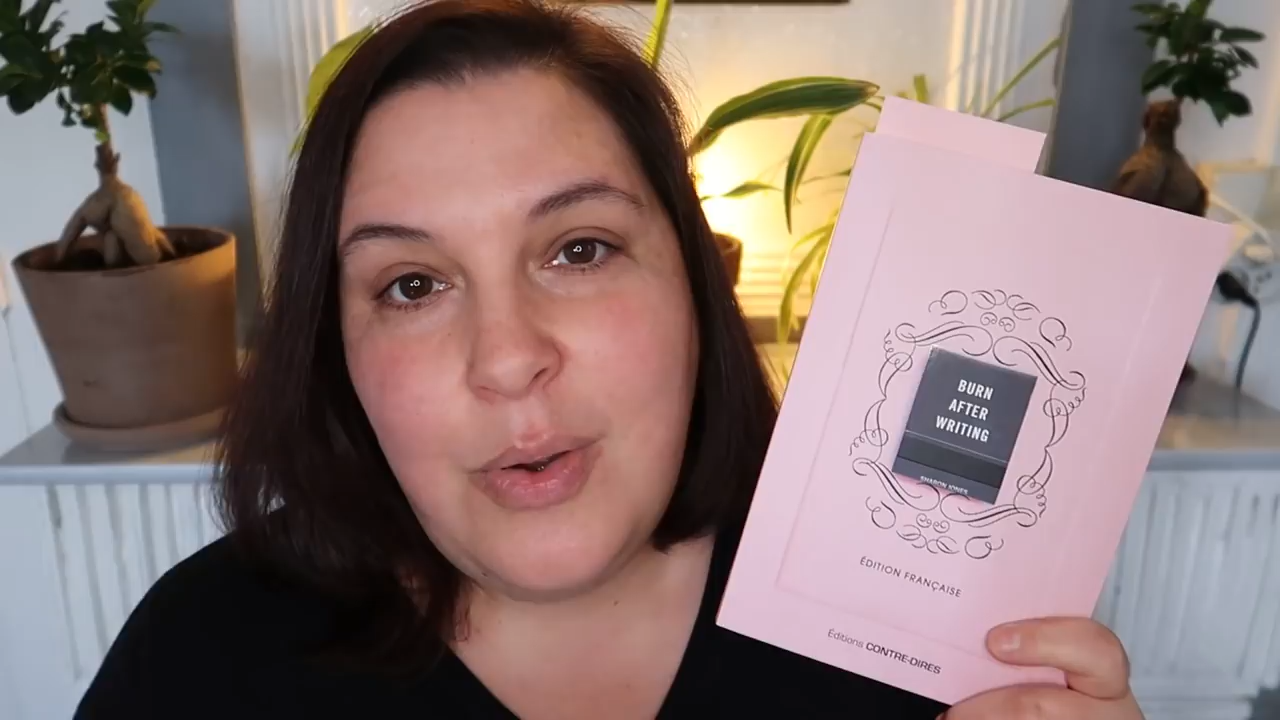 BURN
AFTER
WRITING
SHARON JONES
ÉDITION FRANÇAISE
Éditions CONTRE-DIRES